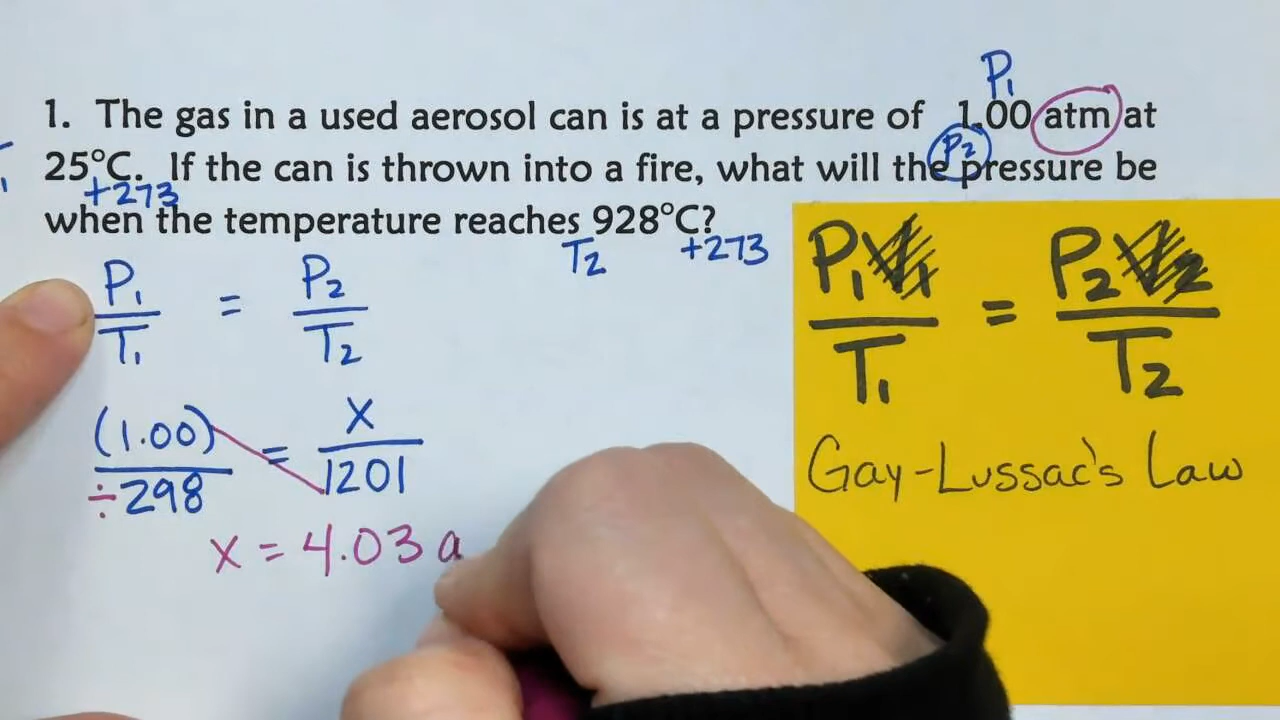 P₁
1. The gas in a used aerosol can is at a pressure of 1.00 atm at
P₂
25°C. If the can is thrown into a fire, what will the pressure be
+273
when the temperature reaches 928°C?
T₂ +273
P₁/T₁ = P₂/T₂
(1.00)/÷298 = X/1201
x = 4.03 a
P₁V₁/T₁ = P₂V₂/T₂
Gay-Lussac's Law